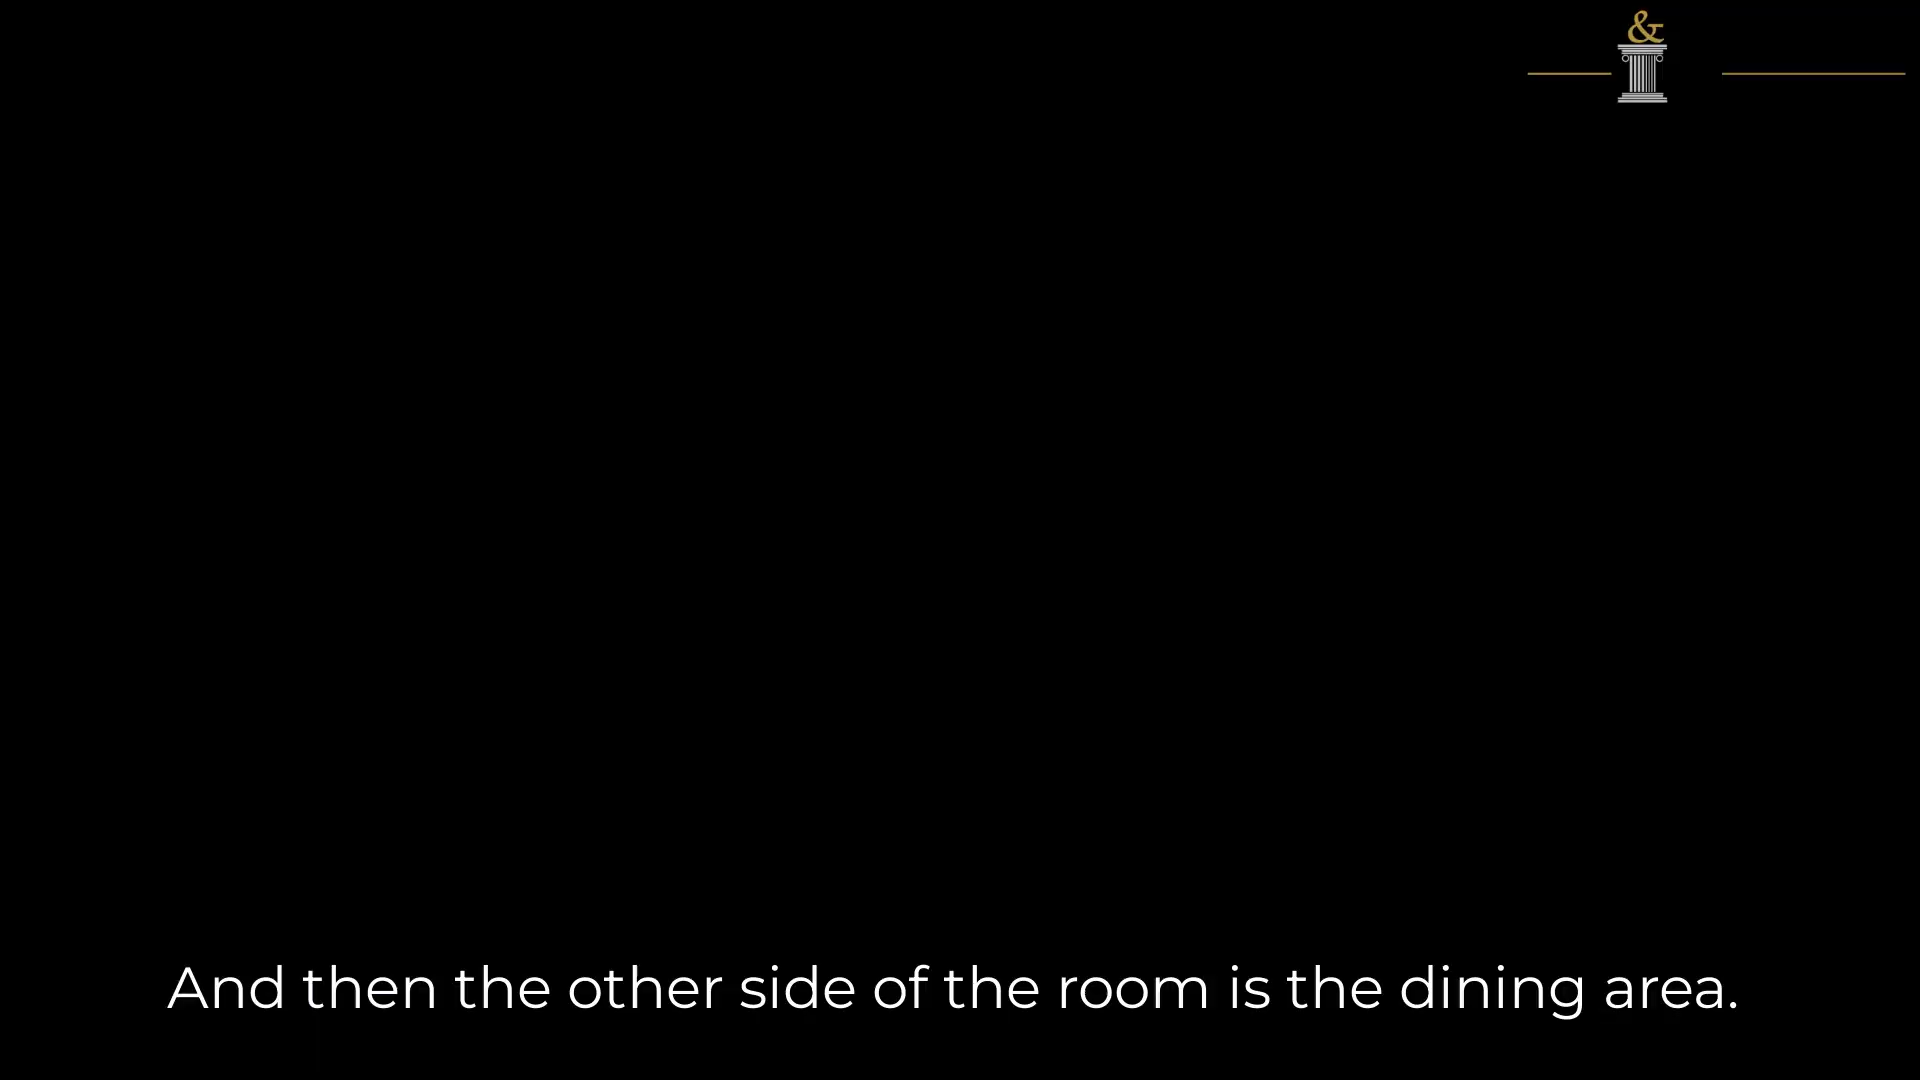 &
And then the other side of the room is the dining area.